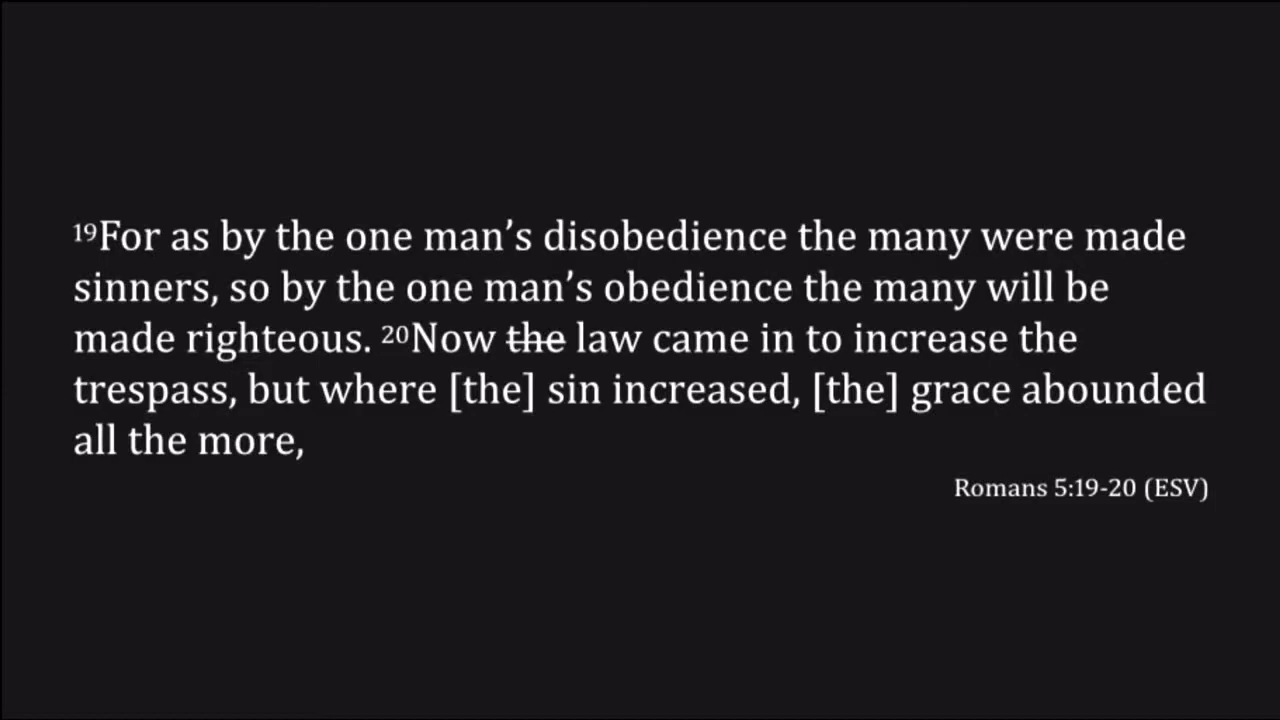 19For as by the one man’s disobedience the many were made
sinners, so by the one man’s obedience the many will be
made righteous. 20Now the law came in to increase the
trespass, but where [the] sin increased, [the] grace abounded
all the more,
Romans 5:19-20 (ESV)